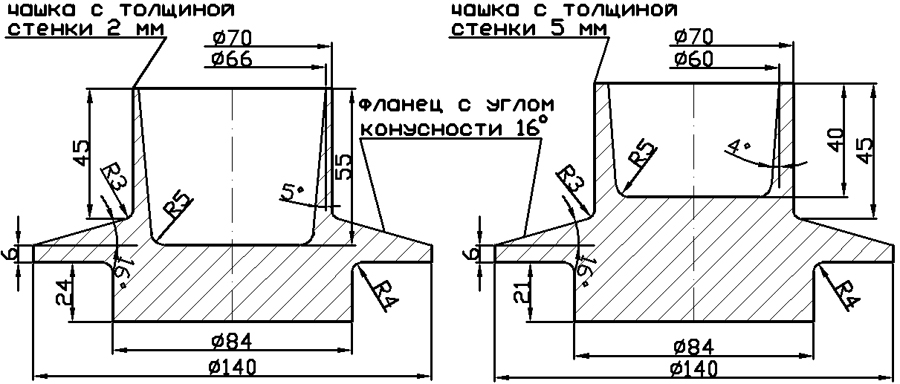 чашка с толщиной
стенки 2 мм
Ø70
Ø66
45
55
R3
R5
5°
16°
6
24
R4
Ø84
Ø140
фланец с углом
конусности 16°
чашка с толщиной
стенки 5 мм
Ø70
Ø60
R5
4°
40
45
R3
16°
6
21
R4
Ø84
Ø140